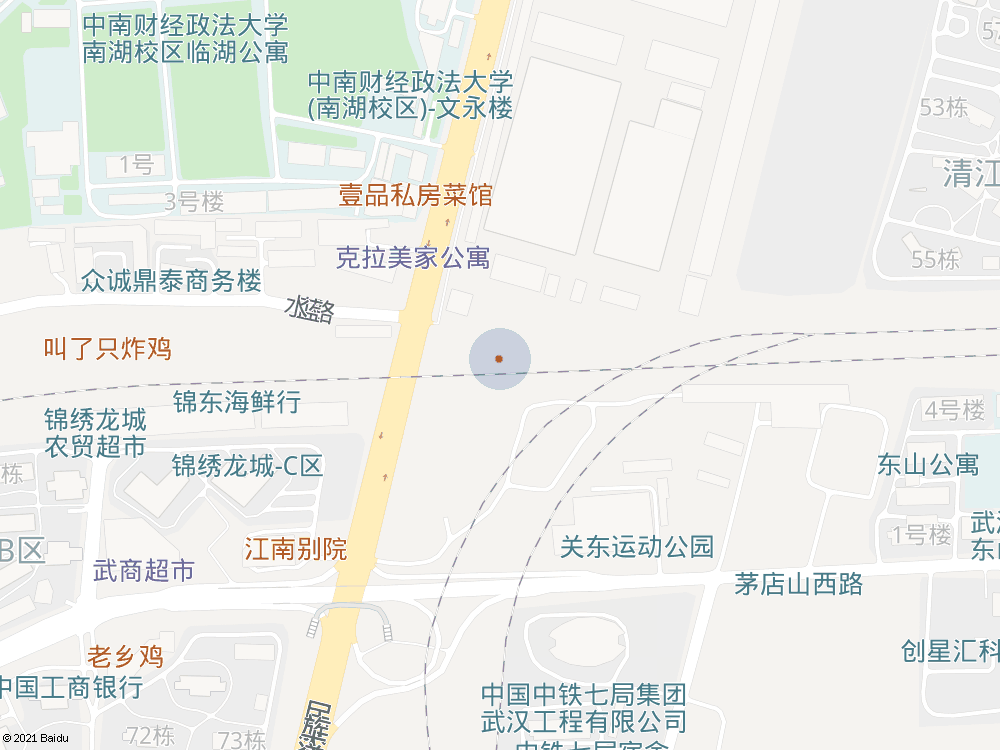 中南财经政法大学
南湖校区临湖公寓
中南财经政法大学
(南湖校区)-文永楼
53栋
1号
清江
3号楼
壹品私房菜馆
克拉美家公寓
55栋
众诚鼎泰商务楼
水蓝路
叫了只炸鸡
锦东海鲜行
锦绣龙城
农贸超市
4号楼
锦绣龙城-C区
东山公寓
栋
B区
江南别院
关东运动公园
1号楼
武商超市
茅店山西路
老乡鸡
创星汇科
中国工商银行
中国中铁七局集团
武汉工程有限公司
72栋
73栋
© 2021 Baidu